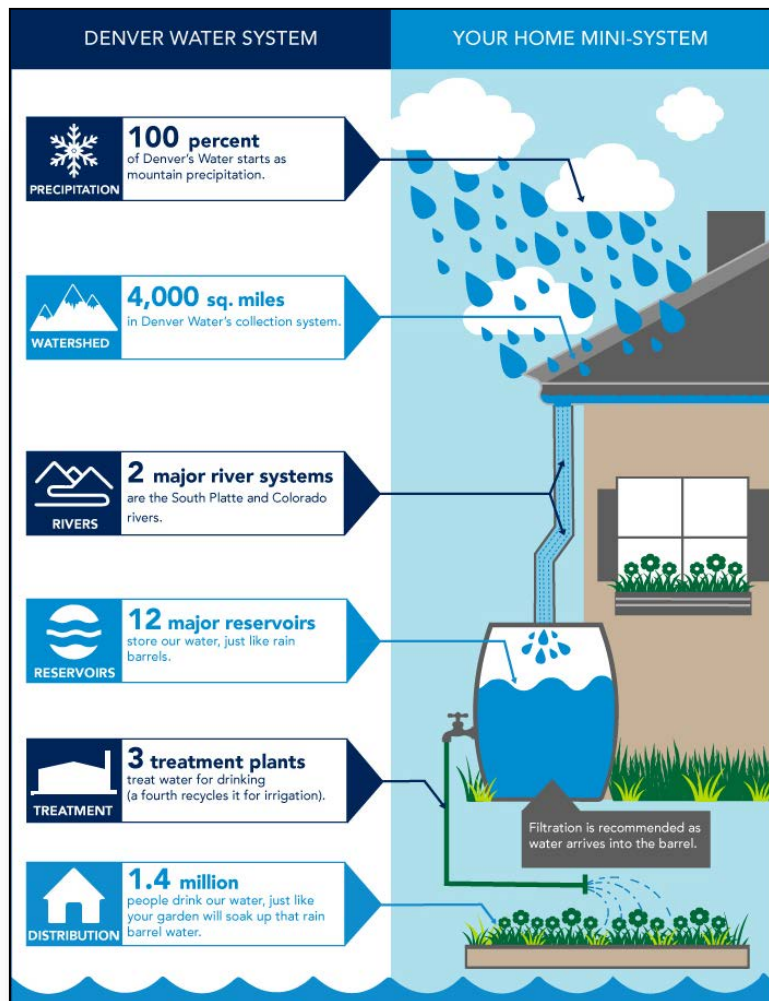 DENVER WATER SYSTEM
YOUR HOME MINI-SYSTEM
PRECIPITATION
100 percent
of Denver's Water starts as
mountain precipitation.
WATERSHED
4,000 sq. miles
in Denver Water's collection system.
RIVERS
2 major river systems
are the South Platte and Colorado
rivers.
RESERVOIRS
12 major reservoirs
store our water, just like rain
barrels.
TREATMENT
3 treatment plants
treat water for drinking
(a fourth recycles it for irrigation).
Filtration is recommended as
water arrives into the barrel.
DISTRIBUTION
1.4 million
people drink our water, just like
your garden will soak up that rain
barrel water.